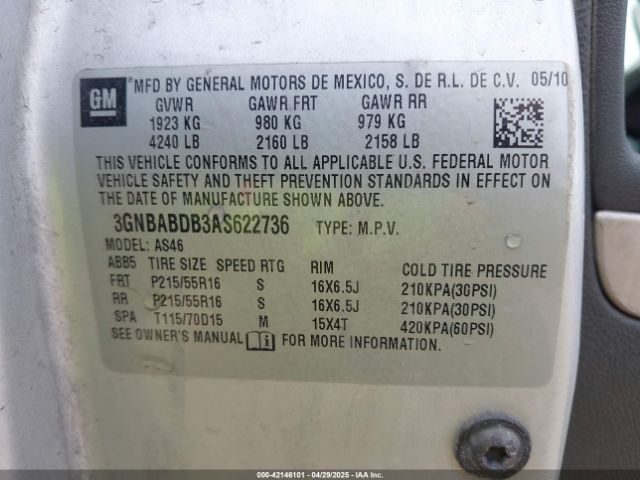 GM *MFD BY GENERAL MOTORS DE MEXICO, S. DE R.L. DE C.V. 05/10
GVWR GAWR FRT GAWR RR
1923 KG 980 KG 979 KG
4240 LB 2160 LB 2158 LB
THIS VEHICLE CONFORMS TO ALL APPLICABLE U.S. FEDERAL MOTOR
VEHICLE SAFETY AND THEFT PREVENTION STANDARDS IN EFFECT ON
THE DATE OF MANUFACTURE SHOWN ABOVE.
3GNBABDB3AS622736 TYPE: M.P.V.
MODEL: AS46
ABB5 TIRE SIZE SPEED RTG RIM COLD TIRE PRESSURE
FRT P215/55R16 S 16X6.5J 210KPA(30PSI)
RR P215/55R16 S 16X6.5J 210KPA(30PSI)
SPA T115/70D15 M 15X4T 420KPA(60PSI)
SEE OWNER'S MANUAL FOR MORE INFORMATION.
000-42146101 - 04/29/2025 - IAAI.COM